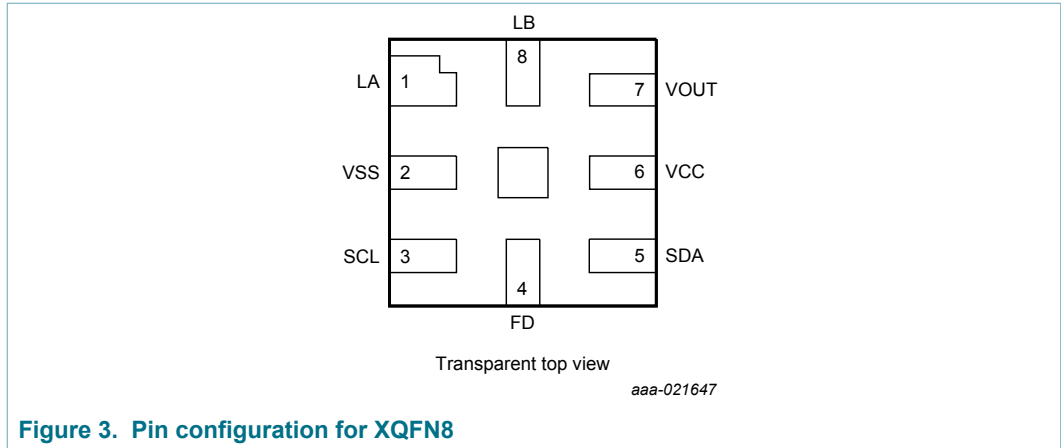 LB
8
LA 1
7 VOUT
VSS 2
6 VCC
SCL 3
5 SDA
4
FD
Transparent top view
aaa-021647
Figure 3. Pin configuration for XQFN8